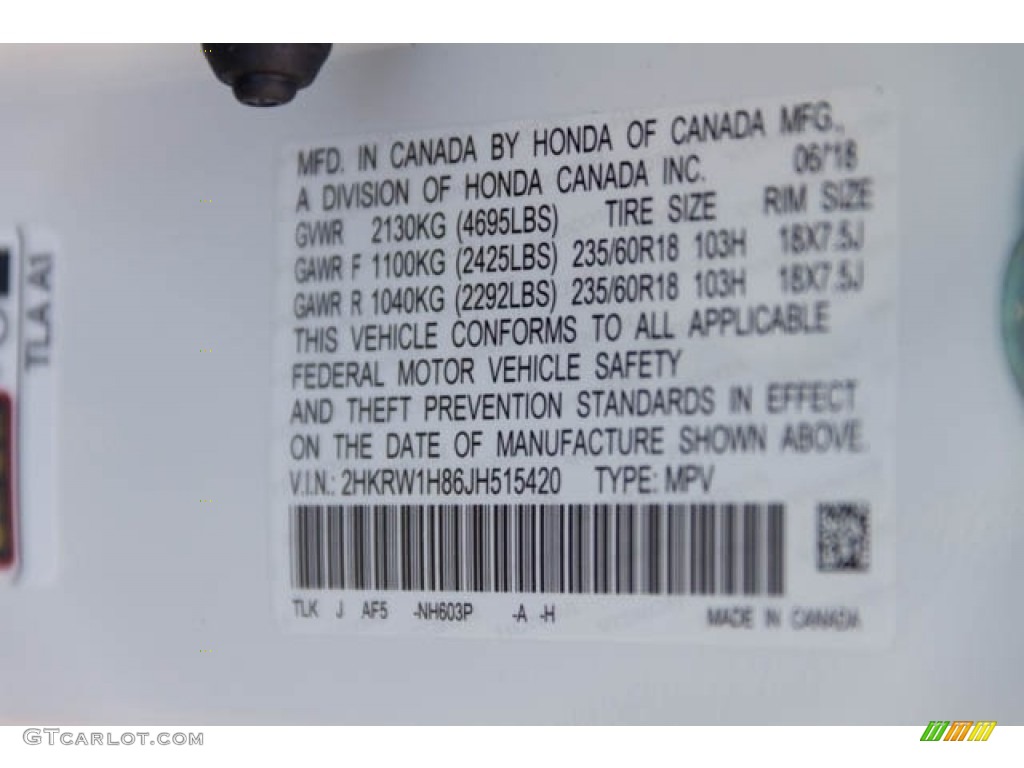 MFD. IN CANADA BY HONDA OF CANADA MFG.,
A DIVISION OF HONDA CANADA INC. 06/18
GVWR 2130KG (4695LBS) TIRE SIZE RIM SIZE
GAWR F 1100KG (2425LBS) 235/60R18 103H 18X7.5J
GAWR R 1040KG (2292LBS) 235/60R18 103H 18X7.5J
THIS VEHICLE CONFORMS TO ALL APPLICABLE
FEDERAL MOTOR VEHICLE SAFETY
AND THEFT PREVENTION STANDARDS IN EFFECT
ON THE DATE OF MANUFACTURE SHOWN ABOVE.
V.I.N.: 2HKRW1H86JH515420 TYPE: MPV
TLK J AF5 -NH603P -A -H MADE IN CANADA
TLA A1
GTCARLOT.COM